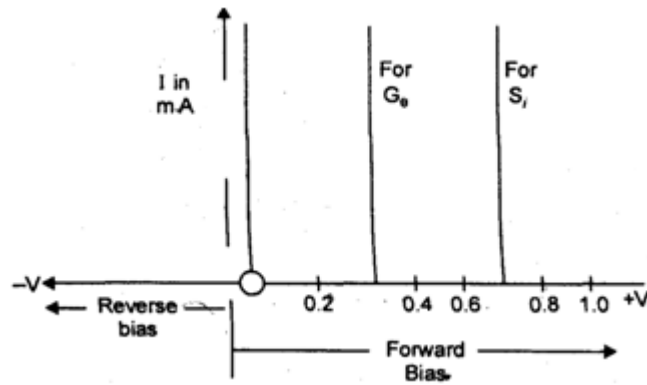 I in
m.A
For
Ge
For
Si
–V
0.2
0.4
0.6
0.8
1.0
+V
Reverse
bias
Forward
Bias